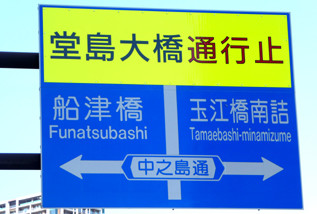 堂島大橋通行止
船津橋
Funatsubashi
玉江橋南詰
Tamaebashi-minamizume
中之島通